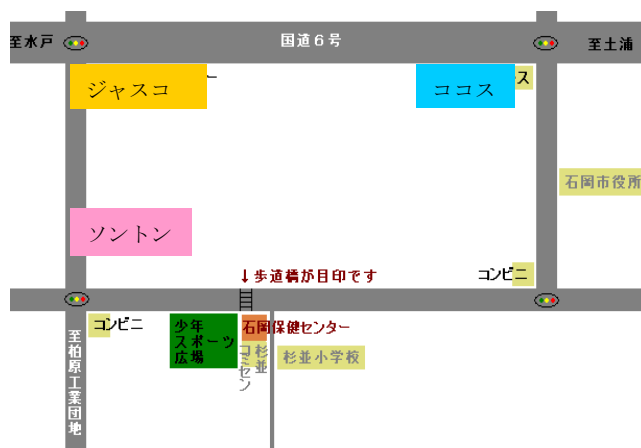 至水戸
国道6号
至土浦
ジャスコ
ー
ココス
ス
石岡市役所
ソントン
↓歩道橋が目印です
コンビニ
コンビニ
少年
スポーツ
広場
石岡保健センター
杉並
コミセン
杉並小学校
至柏原工業団地